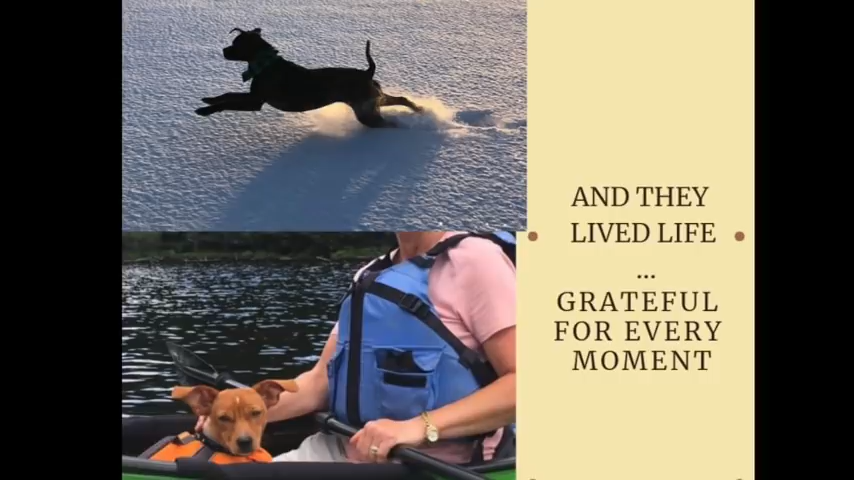 AND THEY
LIVED LIFE
...
GRATEFUL
FOR EVERY
MOMENT